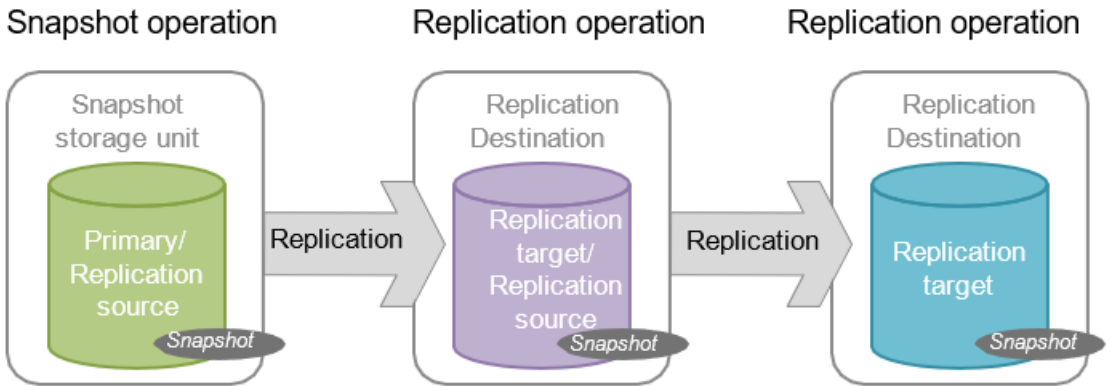 Snapshot operation
Replication operation
Replication operation
Snapshot
storage unit
Replication
Destination
Replication
Destination
Primary/
Replication
source
Snapshot
Replication
Replication
target/
Replication
source
Snapshot
Replication
Replication
target
Snapshot